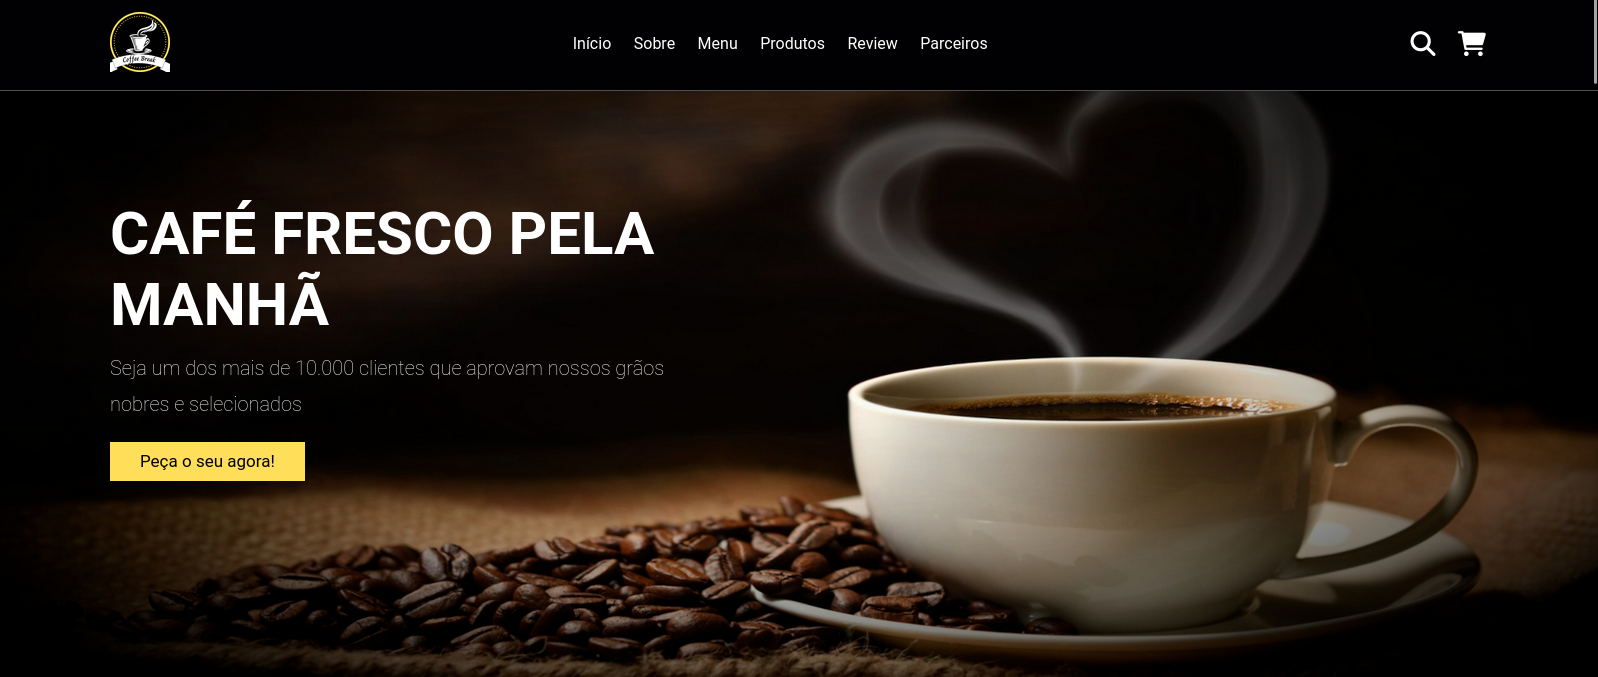 Coffee Break
Início Sobre Menu Produtos Review Parceiros
CAFÉ FRESCO PELA
MANHÃ
Seja um dos mais de 10.000 clientes que aprovam nossos grãos
nobres e selecionados
Peça o seu agora!